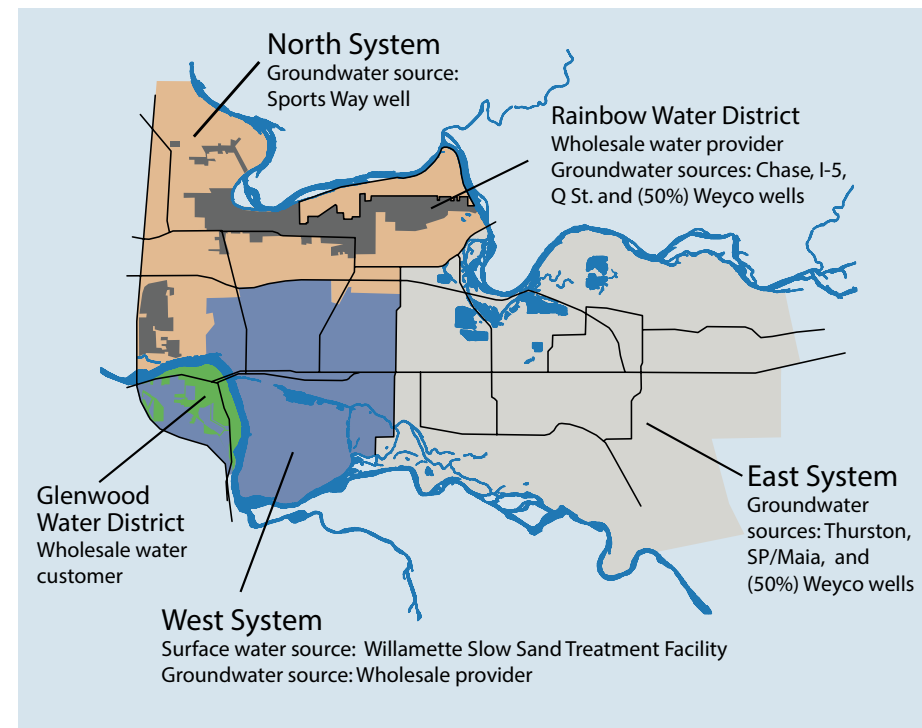 North System
Groundwater source:
Sports Way well
Rainbow Water District
Wholesale water provider
Groundwater sources: Chase, I-5,
Q St. and (50%) Weyco wells
Glenwood
Water District
Wholesale water
customer
East System
Groundwater
sources: Thurston,
SP/Maia, and
(50%) Weyco wells
West System
Surface water source: Willamette Slow Sand Treatment Facility
Groundwater source: Wholesale provider